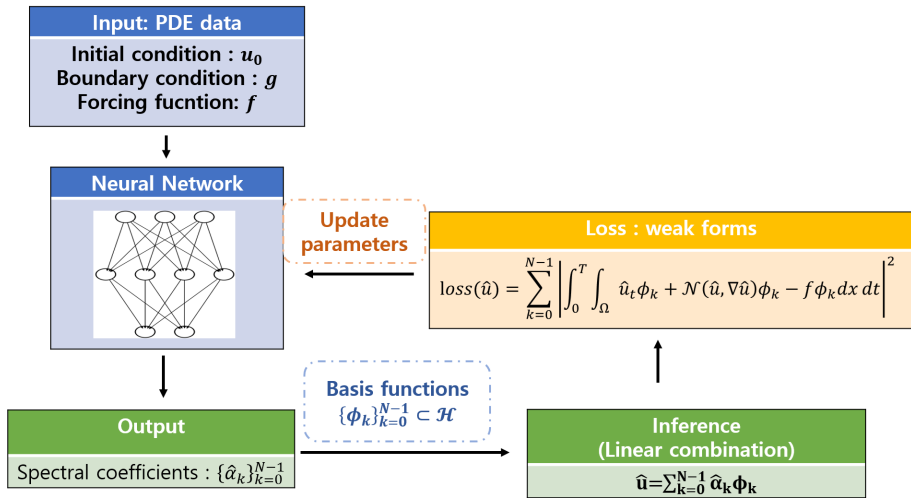 Input: PDE data
Initial condition : u₀
Boundary condition : g
Forcing fucntion: f
Neural Network
Update
parameters
Loss : weak forms
loss(û) = ∑_{k=0}^{N-1} |∫_0^T ∫_Ω û_t ϕ_k + 𝒩(û, ∇û)ϕ_k − fϕ_k dx dt|²
Output
Spectral coefficients : {α̂_k}_{k=0}^{N-1}
Basis functions
{ϕ_k}_{k=0}^{N-1} ⊂ ℋ
Inference
(Linear combination)
û=∑_{k=0}^{N-1} α̂_k ϕ_k